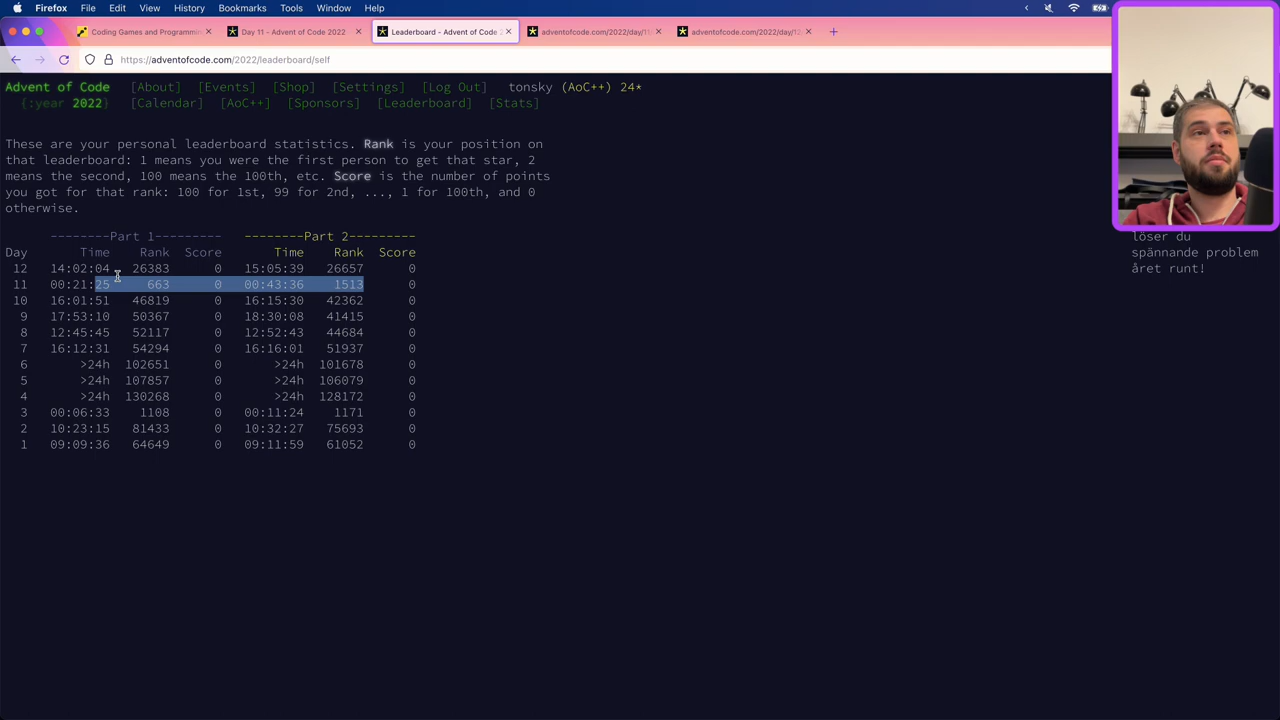 Firefox File Edit View History Bookmarks Tools Window Help
Coding Games and Programmin
Day 11 - Advent of Code 2022
Leaderboard - Advent of Code 2
adventofcode.com/2022/day/11
adventofcode.com/2022/day/12
https://adventofcode.com/2022/leaderboard/self
Advent of Code [About] [Events] [Shop] [Settings] [Log Out] tonsky (AoC++) 24*
{:year 2022} [Calendar] [AoC++] [Sponsors] [Leaderboard] [Stats]
These are your personal leaderboard statistics. Rank is your position on
that leaderboard: 1 means you were the first person to get that star, 2
means the second, 100 means the 100th, etc. Score is the number of points
you got for that rank: 100 for 1st, 99 for 2nd, ..., 1 for 100th, and 0
otherwise.
--------Part 1--------- --------Part 2---------
Day Time Rank Score Time Rank Score
12 14:02:04 26383 0 15:05:39 26657 0
11 00:21:25 663 0 00:43:36 1513 0
10 16:01:51 46819 0 16:15:30 42362 0
9 17:53:10 50367 0 18:30:08 41415 0
8 12:45:45 52117 0 12:52:43 44684 0
7 16:12:31 54294 0 16:16:01 51937 0
6 >24h 102651 0 >24h 101678 0
5 >24h 107857 0 >24h 106079 0
4 >24h 130268 0 >24h 128172 0
3 00:06:33 1108 0 00:11:24 1171 0
2 10:23:15 81433 0 10:32:27 75693 0
1 09:09:36 64649 0 09:11:59 61052 0
löser du
spännande problem
året runt!